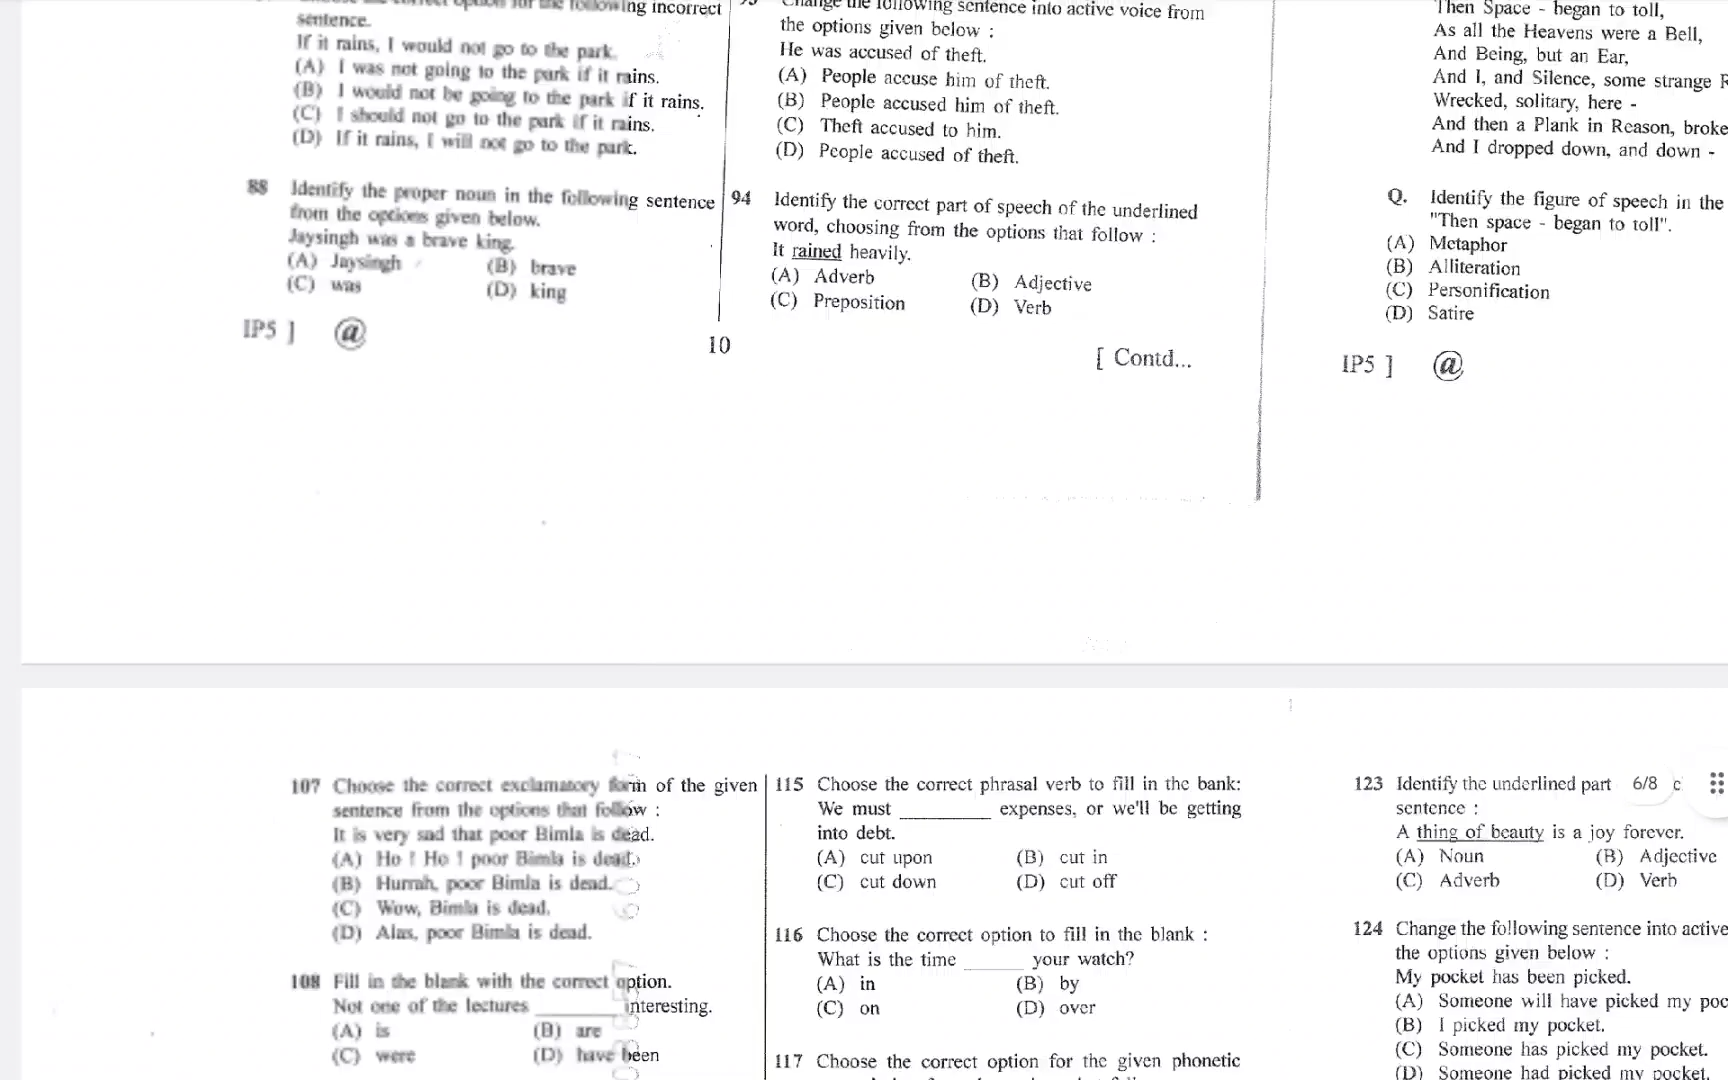 following incorrect
sentence.
If it rains, I would not go to the park.
(A) I was not going to the park if it rains.
(B) I would not be going to the park if it rains.
(C) I should not go to the park if it rains.
(D) If it rains, I will not go to the park.
88 Identify the proper noun in the following sentence
from the options given below.
Jaysingh was a brave king.
(A) Jaysingh (B) brave
(C) was (D) king
IP5 ] @
10
Change the following sentence into active voice from
the options given below :
He was accused of theft.
(A) People accuse him of theft.
(B) People accused him of theft.
(C) Theft accused to him.
(D) People accused of theft.
94 Identify the correct part of speech of the underlined
word, choosing from the options that follow :
It rained heavily.
(A) Adverb (B) Adjective
(C) Preposition (D) Verb
[ Contd...
Then Space - began to toll,
As all the Heavens were a Bell,
And Being, but an Ear,
And I, and Silence, some strange
Wrecked, solitary, here -
And then a Plank in Reason, broke
And I dropped down, and down -
Q. Identify the figure of speech in the
"Then space - began to toll".
(A) Metaphor
(B) Alliteration
(C) Personification
(D) Satire
IP5 ] @
107 Choose the correct exclamatory form of the given
sentence from the options that follow :
It is very sad that poor Bimla is dead.
(A) Ho ! Ho ! poor Bimla is dead.
(B) Hurrah, poor Bimla is dead.
(C) Wow, Bimla is dead.
(D) Alas, poor Bimla is dead.
108 Fill in the blank with the correct option.
Not one of the lectures ________ interesting.
(A) is (B) are
(C) were (D) have been
115 Choose the correct phrasal verb to fill in the bank:
We must _________ expenses, or we'll be getting
into debt.
(A) cut upon (B) cut in
(C) cut down (D) cut off
116 Choose the correct option to fill in the blank :
What is the time ______ your watch?
(A) in (B) by
(C) on (D) over
117 Choose the correct option for the given phonetic
123 Identify the underlined part 6/8
sentence :
A thing of beauty is a joy forever.
(A) Noun (B) Adjective
(C) Adverb (D) Verb
124 Change the following sentence into active
the options given below :
My pocket has been picked.
(A) Someone will have picked my poc
(B) I picked my pocket.
(C) Someone has picked my pocket.
(D) Someone had picked my pocket.